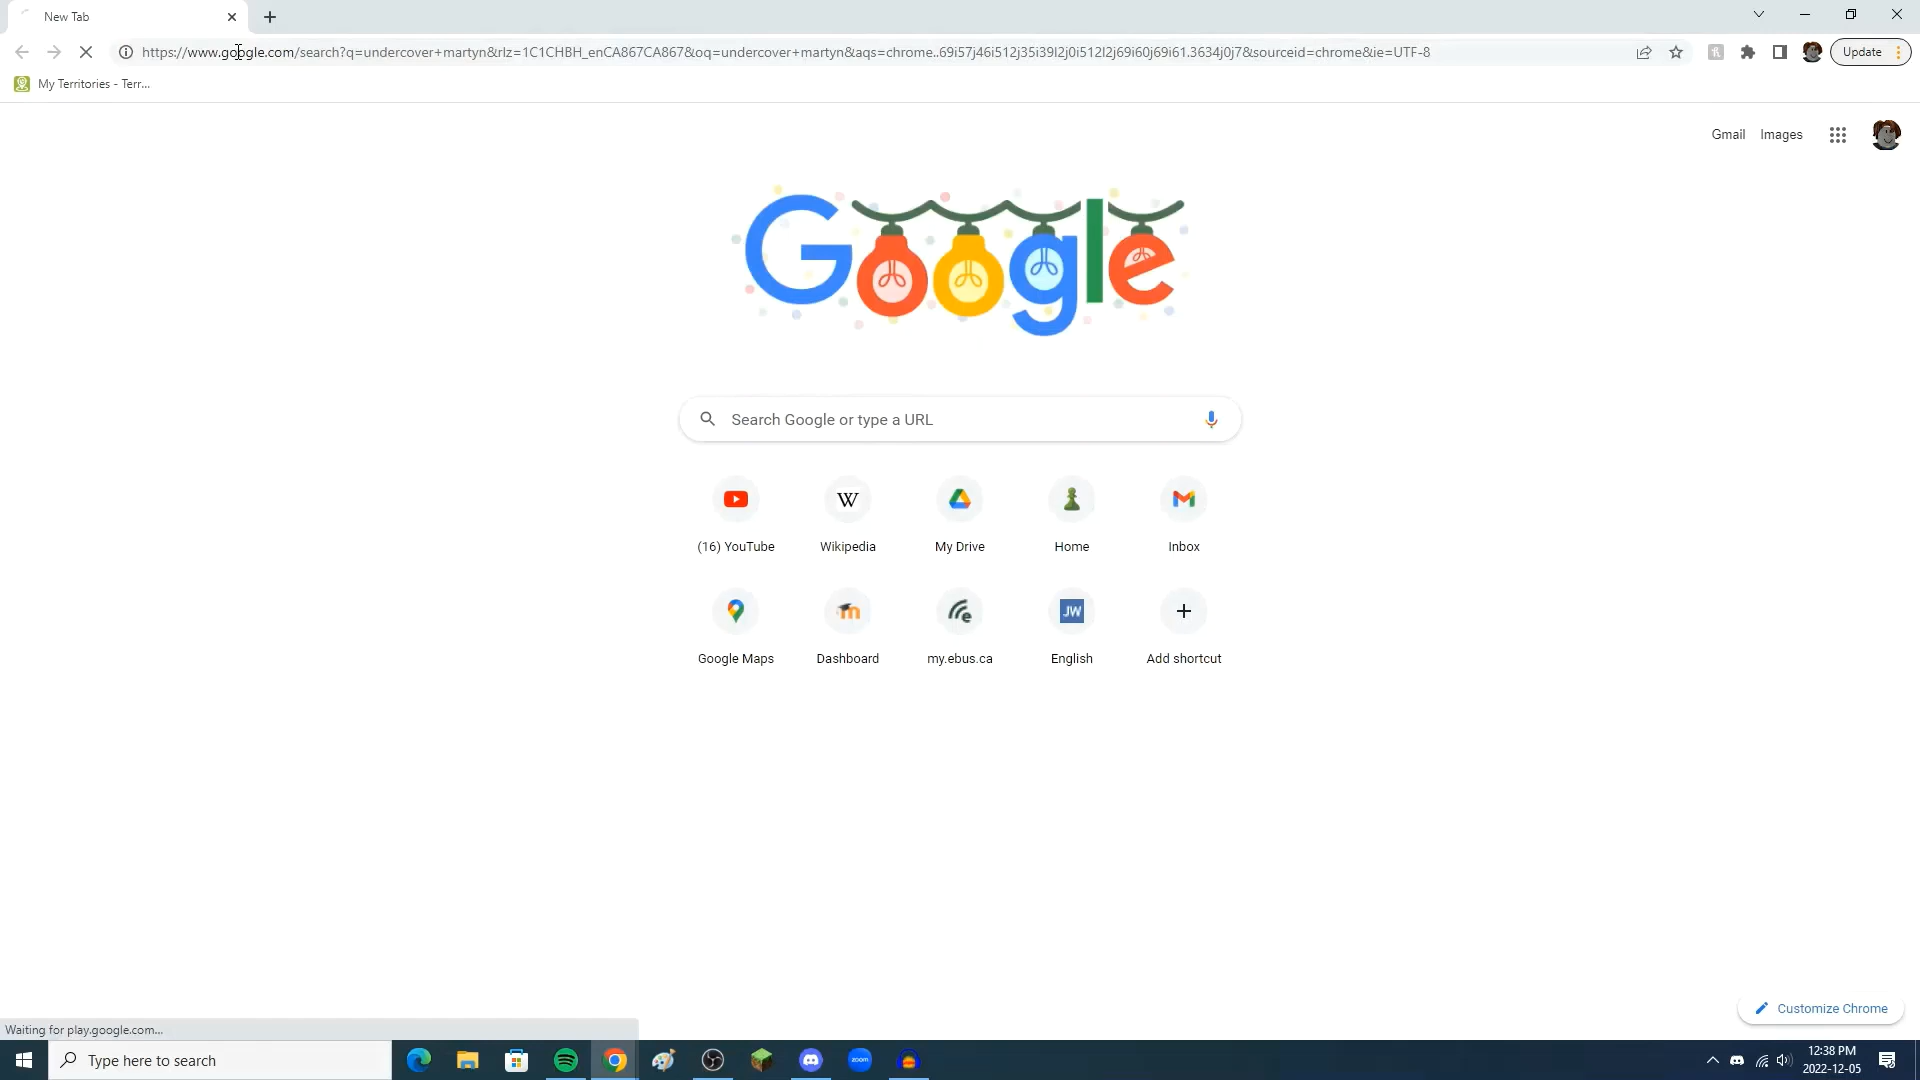 New Tab
https://www.google.com/search?q=undercover+martyn&rlz=1C1CHBH_enCA867CA867&oq=undercover+martyn&aqs=chrome..69i57j46i512j35i39l2j0i512l2j69i60j69i61.3634j0j7&sourceid=chrome&ie=UTF-8
Update
My Territories - Terr...
Gmail Images
Google
Search Google or type a URL
W
(16) YouTube Wikipedia My Drive Home Inbox
JW
Google Maps Dashboard my.ebus.ca English Add shortcut
Customize Chrome
Waiting for play.google.com...
Type here to search
zoom
12:38 PM
2022-12-05